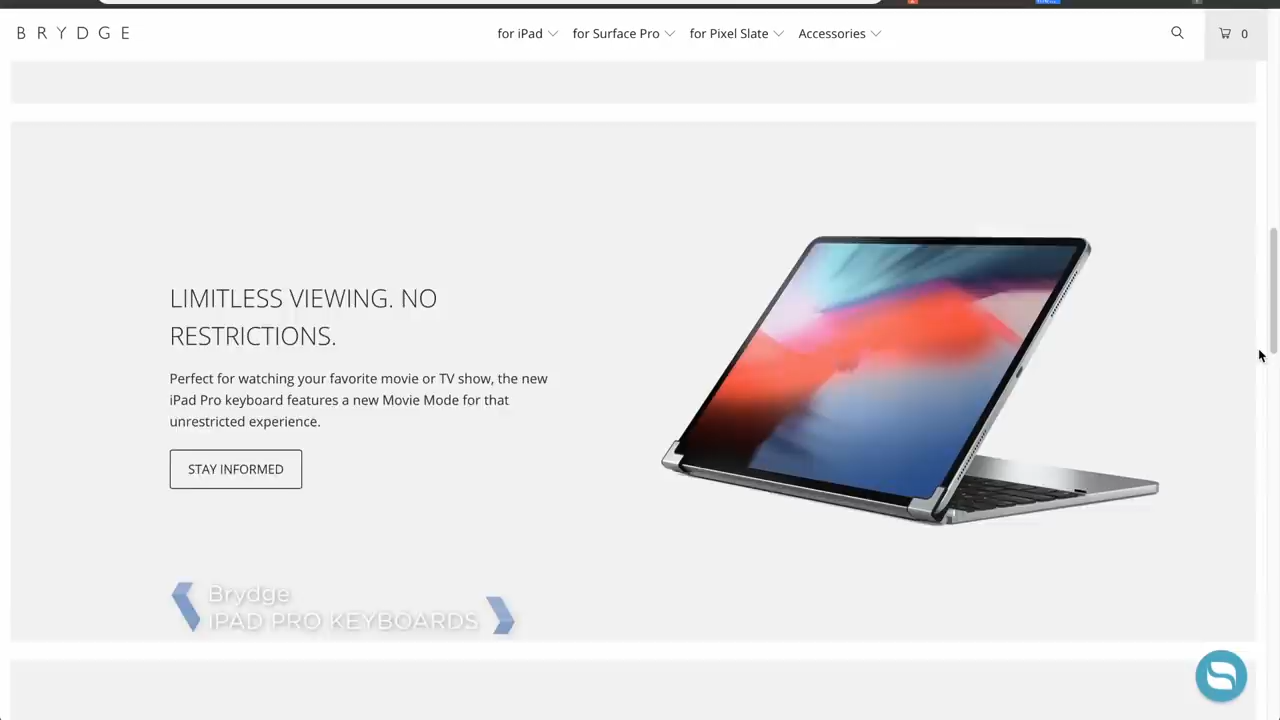 BRYDGE
for iPad
for Surface Pro
for Pixel Slate
Accessories
0
LIMITLESS VIEWING. NO
RESTRICTIONS.
Perfect for watching your favorite movie or TV show, the new
iPad Pro keyboard features a new Movie Mode for that
unrestricted experience.
STAY INFORMED
Brydge
IPAD PRO KEYBOARDS